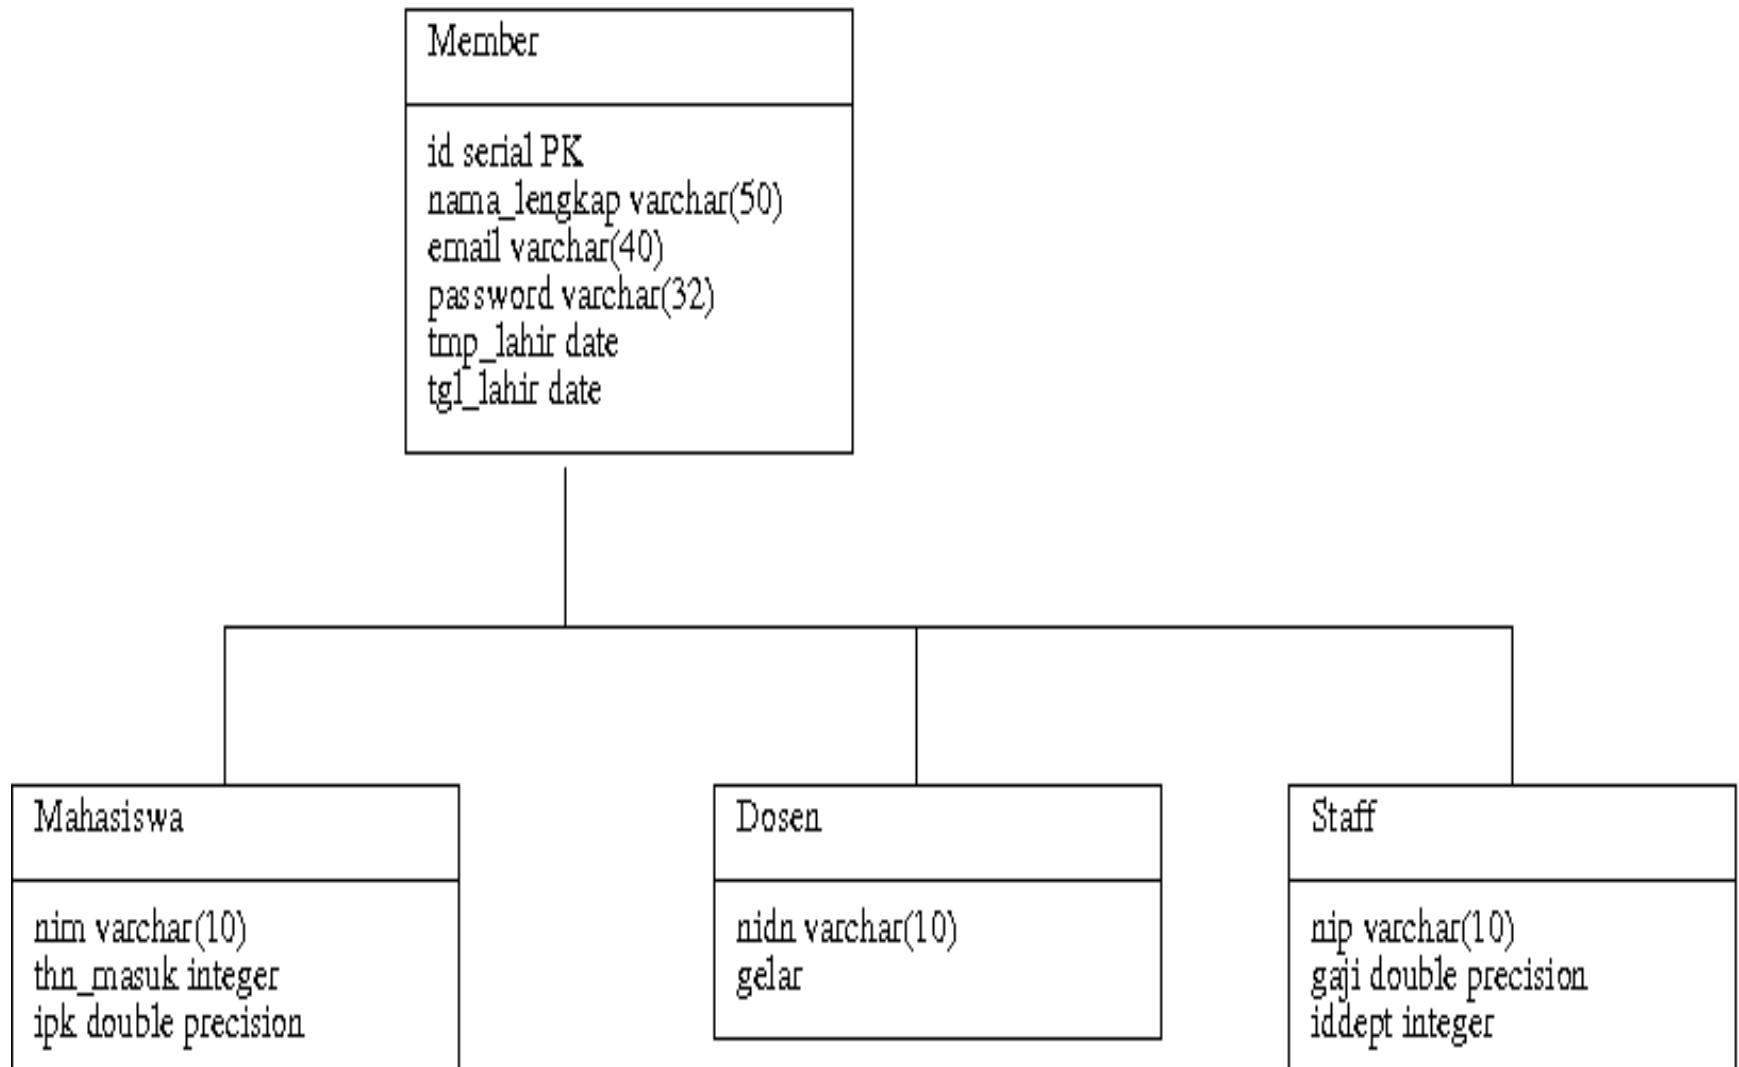 Member
id serial PK
nama_lengkap varchar(50)
email varchar(40)
password varchar(32)
tmp_lahir date
tgl_lahir date
Mahasiswa
nim varchar(10)
thn_masuk integer
ipk double precision
Dosen
nidn varchar(10)
gelar
Staff
nip varchar(10)
gaji double precision
iddept integer